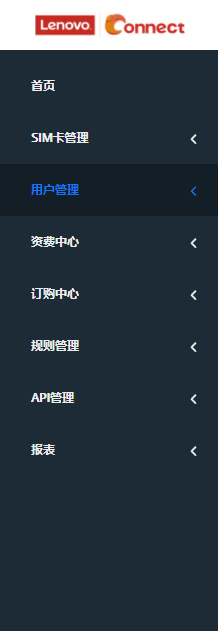 Lenovo. Connect
首页
SIM卡管理
用户管理
资费中心
订购中心
规则管理
API管理
报表